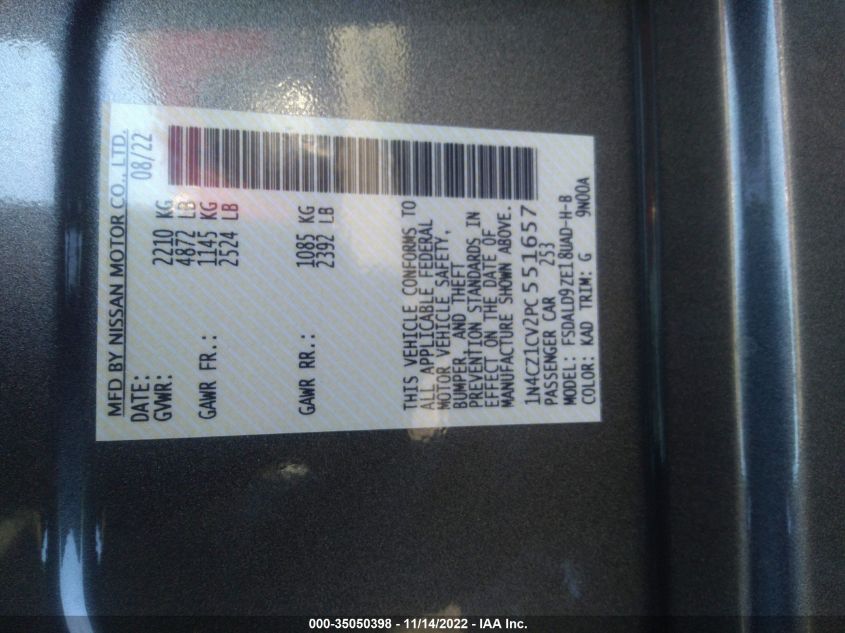 MFD BY NISSAN MOTOR CO., LTD.
DATE: 08/22
GVWR: 2210 KG
4872 LB
GAWR FR.: 1145 KG
2524 LB
GAWR RR.: 1085 KG
2392 LB
THIS VEHICLE CONFORMS TO
ALL APPLICABLE FEDERAL
MOTOR VEHICLE SAFETY,
BUMPER, AND THEFT
PREVENTION STANDARDS IN
EFFECT ON THE DATE OF
MANUFACTURE SHOWN ABOVE.
1N4CZ1CV2PC551657
PASSENGER CAR 253
MODEL: FSDALD9ZE18UAD-H-B
COLOR: KAD TRIM: G 9N00A
000-35050398 - 11/14/2022 - IAA Inc.